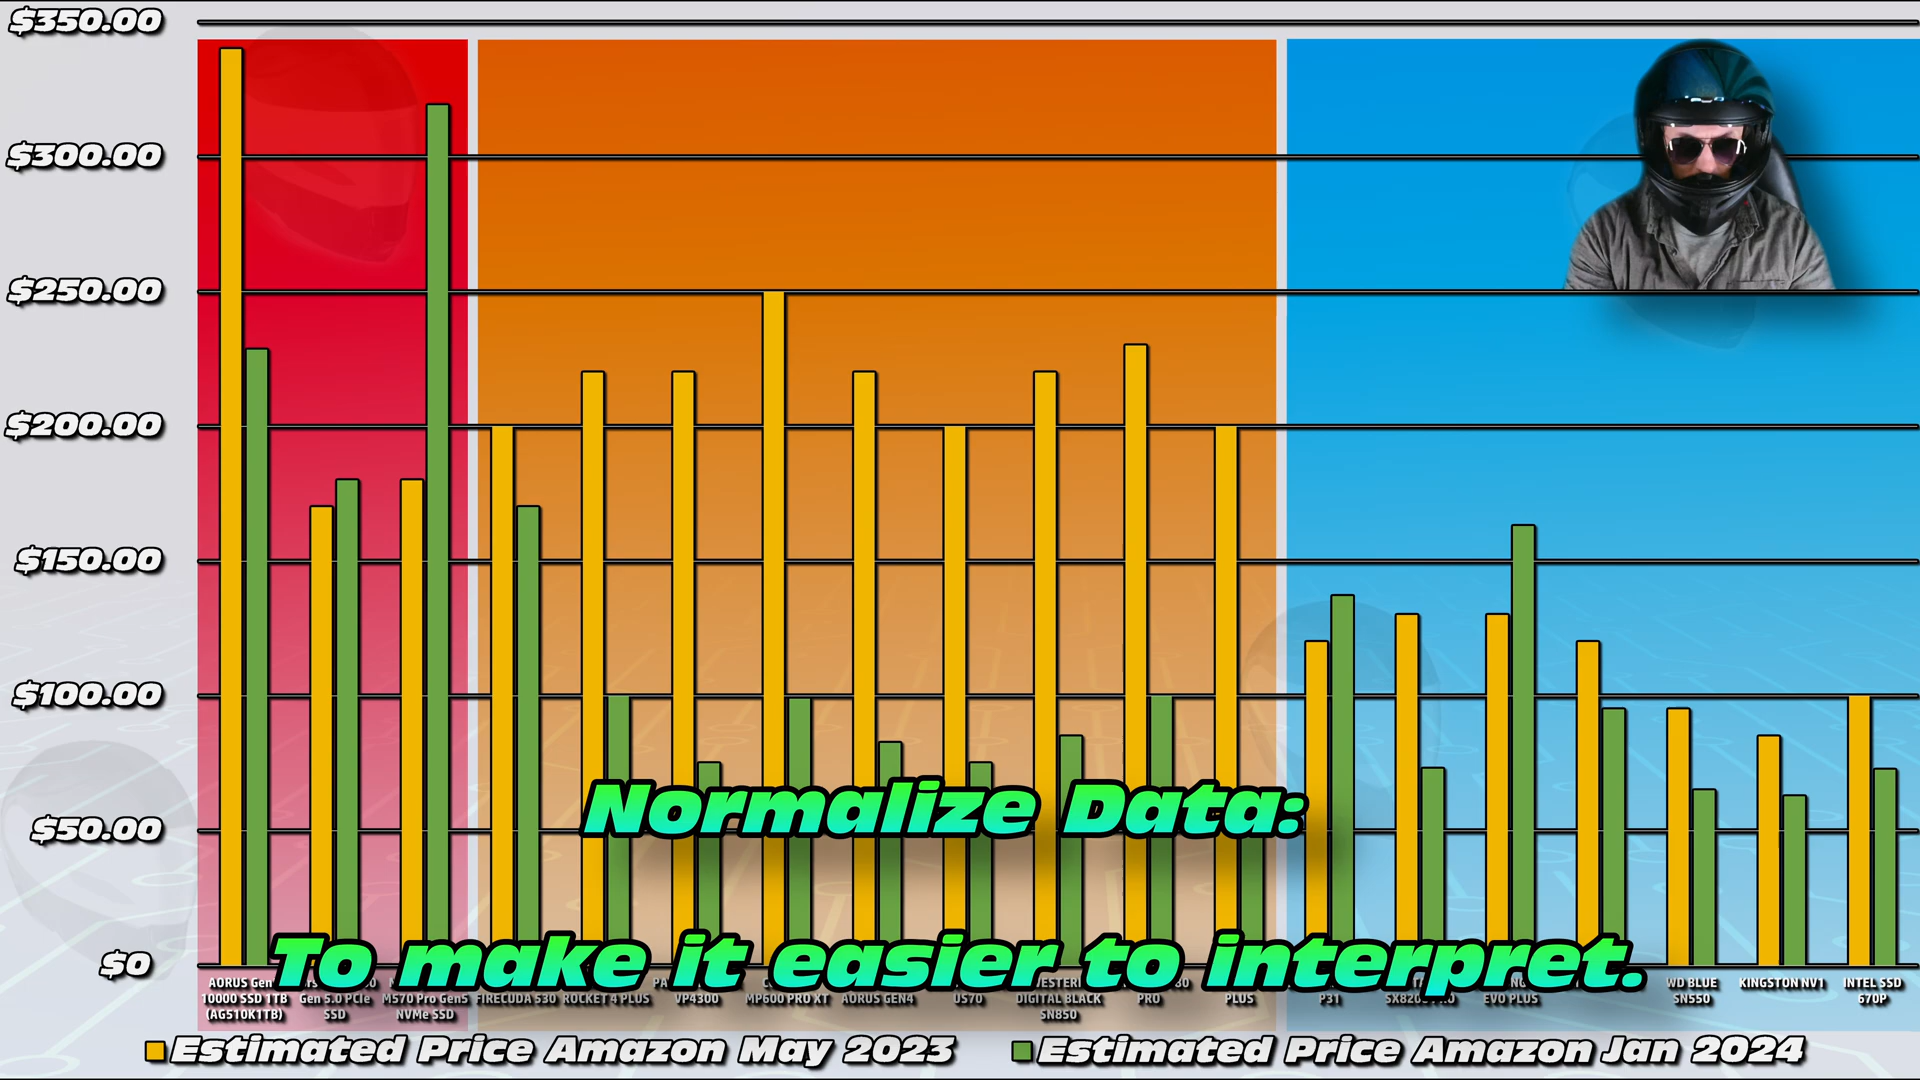 $350.00
$300.00
$250.00
$200.00
$150.00
$100.00
$50.00
$0
Normalize Data:
To make it easier to interpret.
AORUS Gen
10000 SSD 1TB
(AG510K1TB)
Gen 5.0 PCIe
SSD
M570 Pro Gen5
NVMe SSD
FIRECUDA 530
ROCKET 4 PLUS
VP4300
MP600 PRO XT
AORUS GEN4
US70
DIGITAL BLACK
SN850
PRO
PLUS
P31
EVO PLUS
WD BLUE
SN550
KINGSTON NV1
INTEL SSD
670P
Estimated Price Amazon May 2023
Estimated Price Amazon Jan 2024